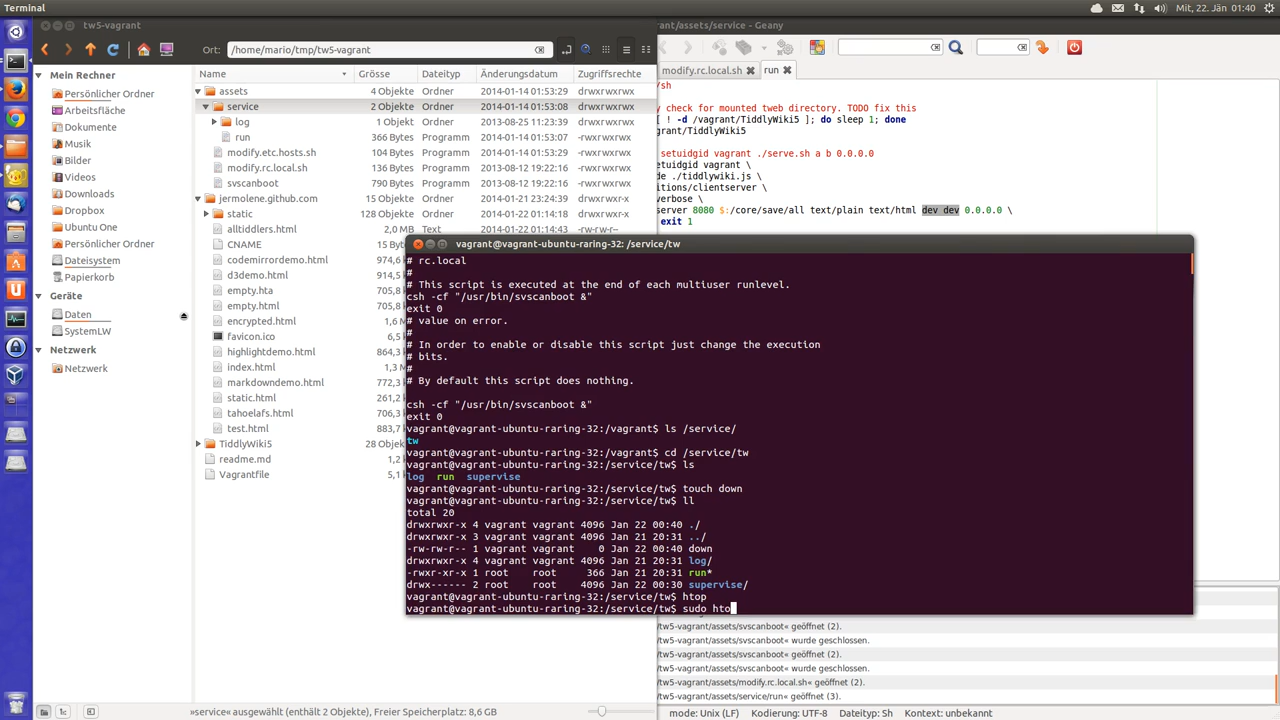 Terminal
Mit, 22. Jän 01:40
tw5-vagrant
Ort:
/home/mario/tmp/tw5-vagrant
Mein Rechner
Persönlicher Ordner
Arbeitsfläche
Dokumente
Musik
Bilder
Videos
Downloads
Dropbox
Ubuntu One
Persönlicher Ordner
Dateisystem
Papierkorb
Geräte
Daten
SystemLW
Netzwerk
Netzwerk
Name Grösse Dateityp Änderungsdatum Zugriffsrechte
assets 4 Objekte Ordner 2014-01-14 01:53:29 drwxrwxrwx
service 2 Objekte Ordner 2014-01-14 01:53:08 drwxrwxrwx
log 1 Objekt Ordner 2013-08-25 11:23:39 drwxrwxrwx
run 366 Bytes Programm 2014-01-14 01:53:07 -rwxrwxrwx
modify.etc.hosts.sh 104 Bytes Programm 2014-01-14 01:53:29 -rwxrwxrwx
modify.rc.local.sh 136 Bytes Programm 2013-08-12 19:22:16 -rwxrwxrwx
svscanboot 790 Bytes Programm 2013-08-12 19:22:16 -rwxrwxrwx
jermolene.github.com 15 Objekte Ordner 2014-01-21 23:24:39 drwxrwxr-x
static 128 Objekte Ordner 2014-01-22 01:14:18 drwxrwxr-x
alltiddlers.html 2,0 MB Text 2014-01-22 01:14:43 -rw-rw-r--
CNAME
codemirrordemo.html 974,6
d3demo.html
empty.hta 705,8
empty.html 705,8
encrypted.html 1,6 M
favicon.ico 6,5
highlightdemo.html 864,3
index.html 1,3 M
markdowndemo.html 772,3
static.html 261,2
tahoelafs.html 706,3
test.html 883,7
TiddlyWiki5 28 Objekte
readme.md 1,2
Vagrantfile 5,1
»service« ausgewählt (enthält 2 Objekte), Freier Speicherplatz: 8,6 GB
grant/assets/service - Geany
modify.rc.local.sh run
/sh
y check for mounted tweb directory. TODO fix this
[ ! -d /vagrant/TiddlyWiki5 ]; do sleep 1; done
grant/TiddlyWiki5
setuidgid vagrant ./serve.sh a b 0.0.0.0
etuidgid vagrant \
de ./tiddlywiki.js \
itions/clientserver \
erbose \
server 8080 $:/core/save/all text/plain text/html dev dev 0.0.0.0 \
exit 1
vagrant@vagrant-ubuntu-raring-32: /service/tw
# rc.local
#
# This script is executed at the end of each multiuser runlevel.
csh -cf "/usr/bin/svscanboot &"
exit 0
# value on error.
#
# In order to enable or disable this script just change the execution
# bits.
#
# By default this script does nothing.
csh -cf "/usr/bin/svscanboot &"
exit 0
vagrant@vagrant-ubuntu-raring-32:/vagrant$ ls /service/
tw
vagrant@vagrant-ubuntu-raring-32:/vagrant$ cd /service/tw
vagrant@vagrant-ubuntu-raring-32:/service/tw$ ls
log run supervise
vagrant@vagrant-ubuntu-raring-32:/service/tw$ touch down
vagrant@vagrant-ubuntu-raring-32:/service/tw$ ll
total 20
drwxrwxr-x 4 vagrant vagrant 4096 Jan 22 00:40 ./
drwxrwxr-x 3 vagrant vagrant 4096 Jan 21 20:31 ../
-rw-rw-r-- 1 vagrant vagrant 0 Jan 22 00:40 down
drwxrwxr-x 4 vagrant vagrant 4096 Jan 21 20:31 log/
-rwxr-xr-x 1 root root 366 Jan 21 20:31 run*
drwx------ 2 root root 4096 Jan 22 00:30 supervise/
vagrant@vagrant-ubuntu-raring-32:/service/tw$ htop
vagrant@vagrant-ubuntu-raring-32:/service/tw$ sudo hto
/tw5-vagrant/assets/svscanboot« geöffnet (2).
/tw5-vagrant/assets/svscanboot« wurde geschlossen.
/tw5-vagrant/assets/svscanboot« geöffnet (2).
/tw5-vagrant/assets/svscanboot« wurde geschlossen.
/tw5-vagrant/assets/modify.rc.local.sh« geöffnet (2).
/tw5-vagrant/assets/service/run« geöffnet (3).
mode: Unix (LF) Kodierung: UTF-8 Dateityp: Sh Kontext: unbekannt